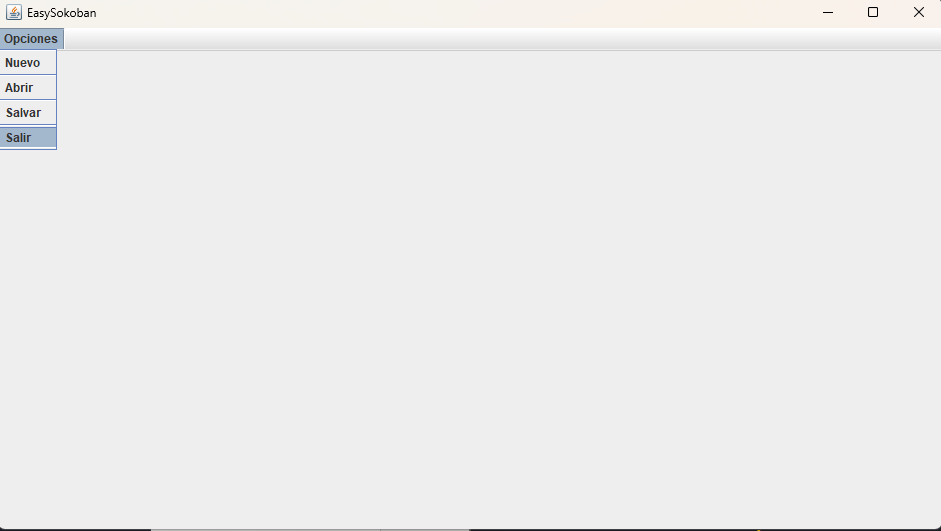 EasySokoban
Opciones
Nuevo
Abrir
Salvar
Salir